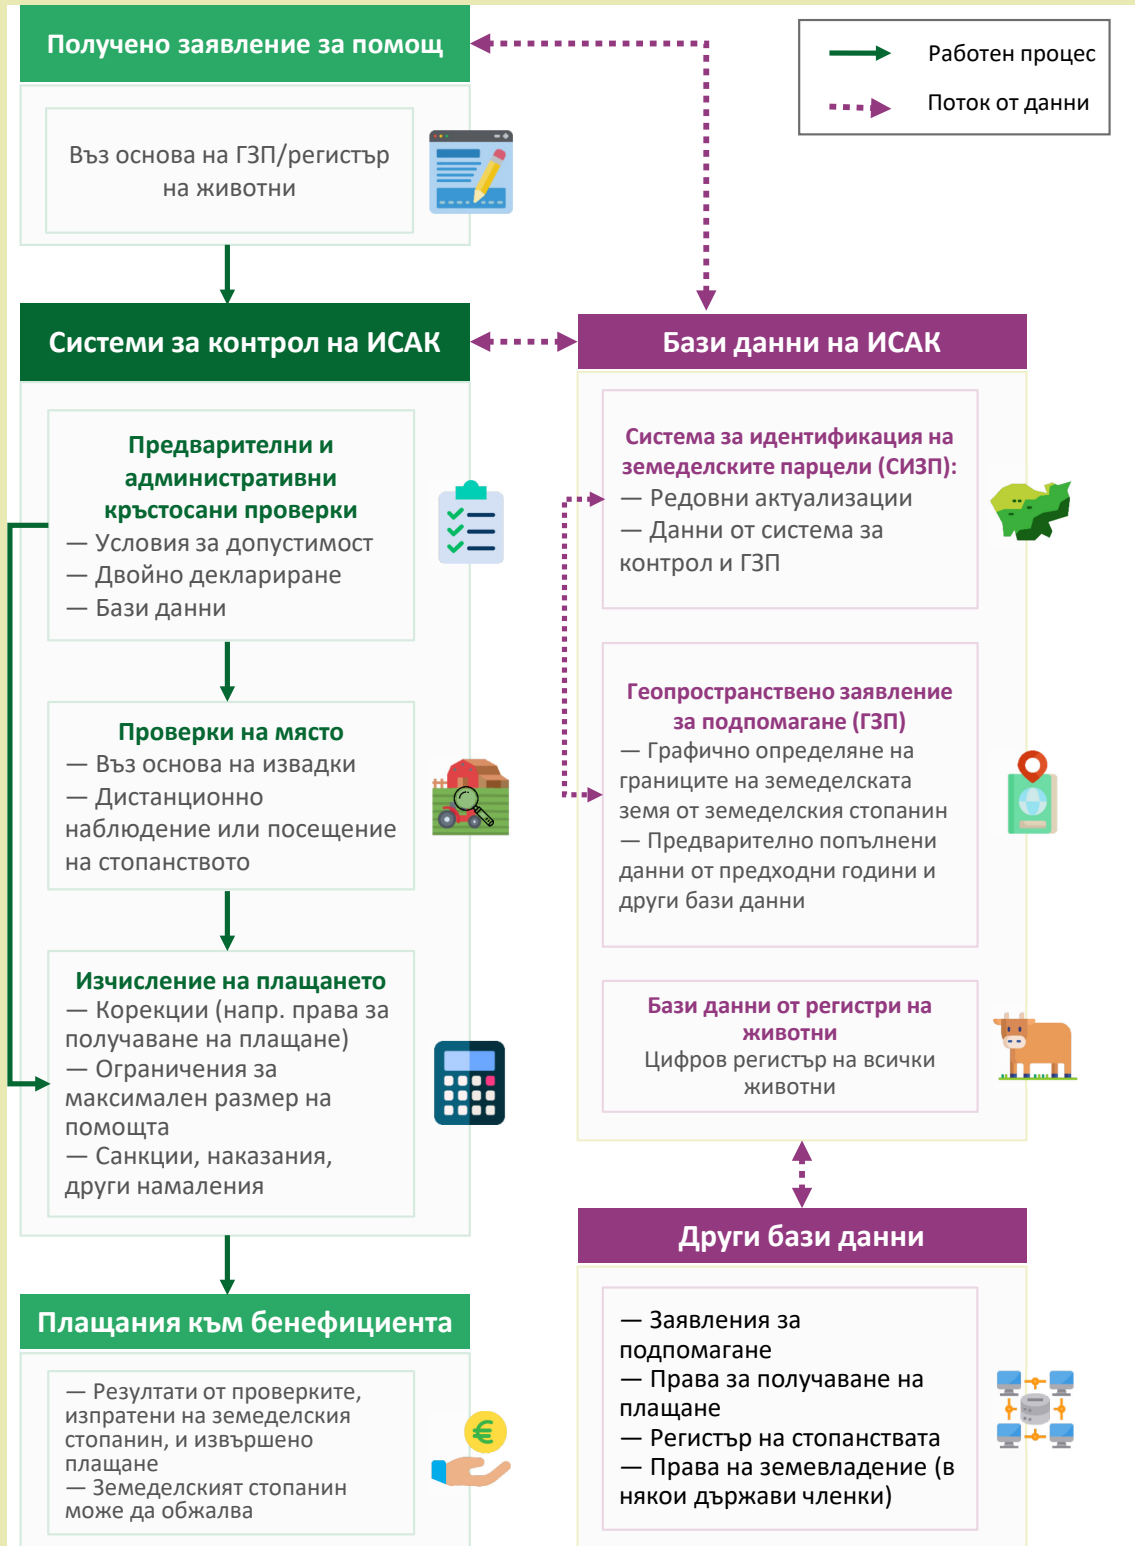 Получено заявление за помощ
Работен процес
Поток от данни
Въз основа на ГЗП/регистър
на животни
Системи за контрол на ИСАК
Предварителни и
административни
кръстосани проверки
— Условия за допустимост
— Двойно деклариране
— Бази данни
Проверки на място
— Въз основа на извадки
— Дистанционно
наблюдение или посещение
на стопанството
Изчисление на плащането
— Корекции (напр. права за
получаване на плащане)
— Ограничения за
максимален размер на
помощта
— Санкции, наказания,
други намаления
Плащания към бенефициента
— Резултати от проверките,
изпратени на земеделския
стопанин, и извършено
плащане
— Земеделският стопанин
може да обжалва
Бази данни на ИСАК
Система за идентификация на
земеделските парцели (СИЗП):
— Редовни актуализации
— Данни от система за
контрол и ГЗП
Геопространствено заявление
за подпомагане (ГЗП)
— Графично определяне на
границите на земеделската
земя от земеделския стопанин
— Предварително попълнени
данни от предходни години и
други бази данни
Бази данни от регистри на
животни
Цифров регистър на всички
животни
Други бази данни
— Заявления за
подпомагане
— Права за получаване на
плащане
— Регистър на стопанствата
— Права на земевладение (в
някои държави членки)